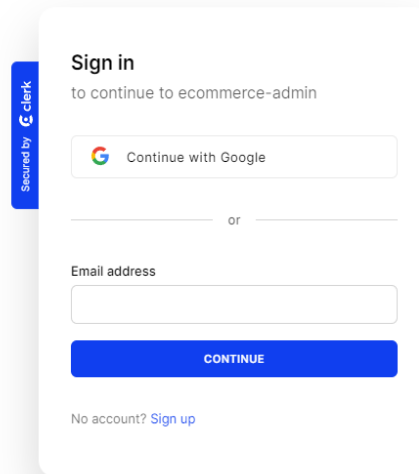 Sign in
to continue to ecommerce-admin
Secured by clerk
Continue with Google
or
Email address
CONTINUE
No account? Sign up